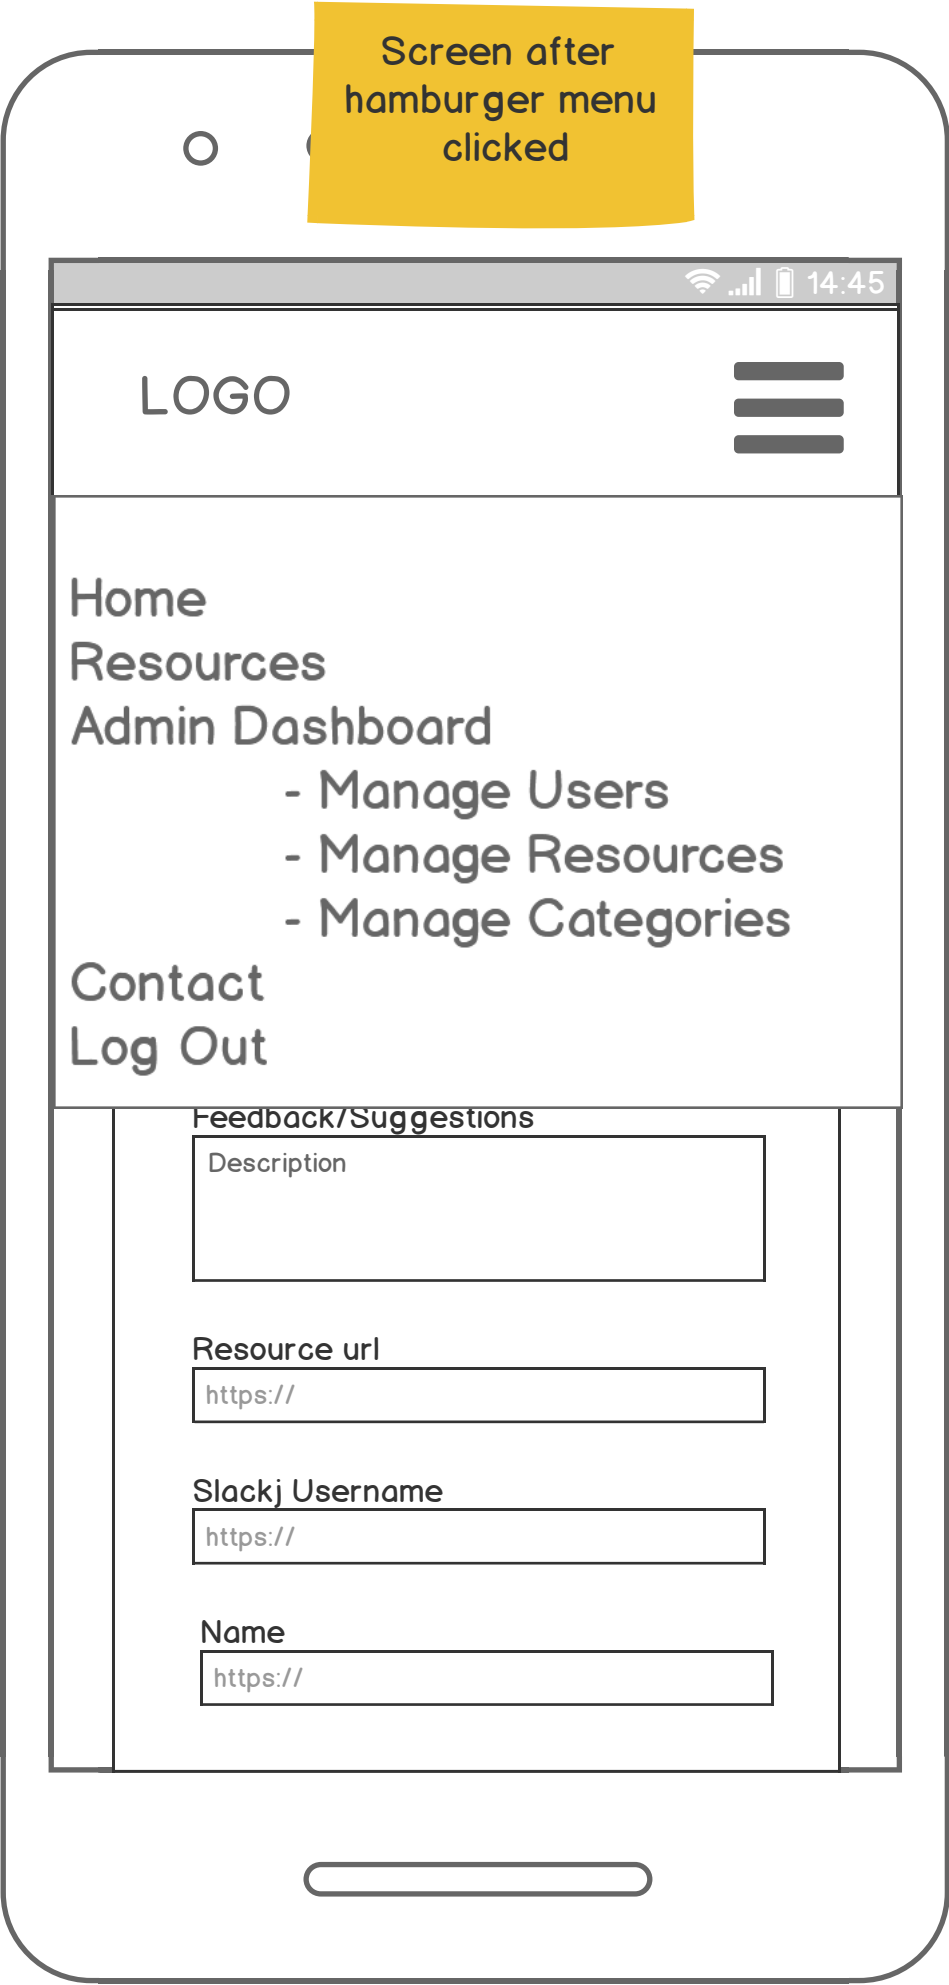 Screen after
hamburger menu
clicked
14:45
LOGO
Home
Resources
Admin Dashboard
- Manage Users
- Manage Resources
- Manage Categories
Contact
Log Out
Feedback/Suggestions
Description
Resource url
https://
Slackj Username
https://
Name
https://